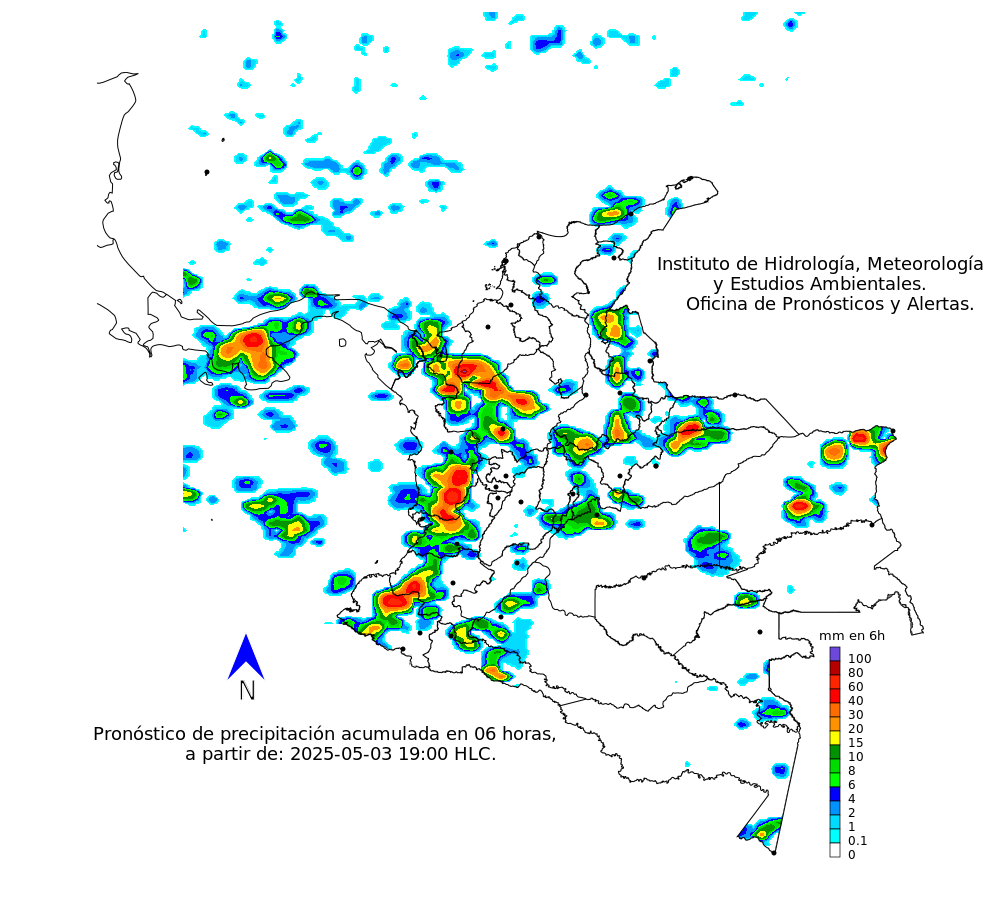 Instituto de Hidrología, Meteorología
y Estudios Ambientales.
Oficina de Pronósticos y Alertas.
mm en 6h
100
80
60
40
30
20
15
10
8
6
4
2
1
0.1
0
N
Pronóstico de precipitación acumulada en 06 horas,
a partir de: 2025-05-03 19:00 HLC.